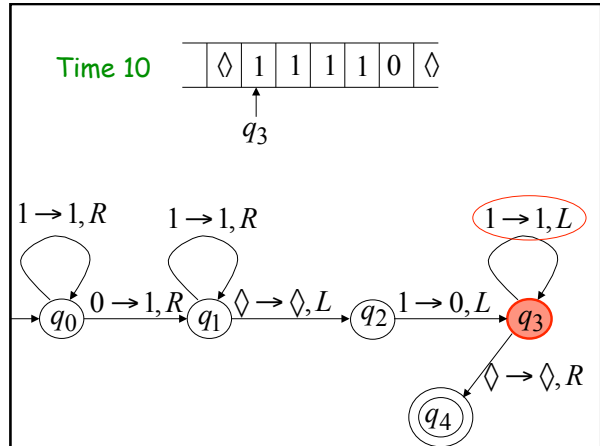 Time 10
◊ 1 1 1 1 0 ◊
q3
1 → 1, R
1 → 1, R
1 → 1, L
q0
0 → 1, R
q1
◊ → ◊, L
q2
1 → 0, L
q3
◊ → ◊, R
q4